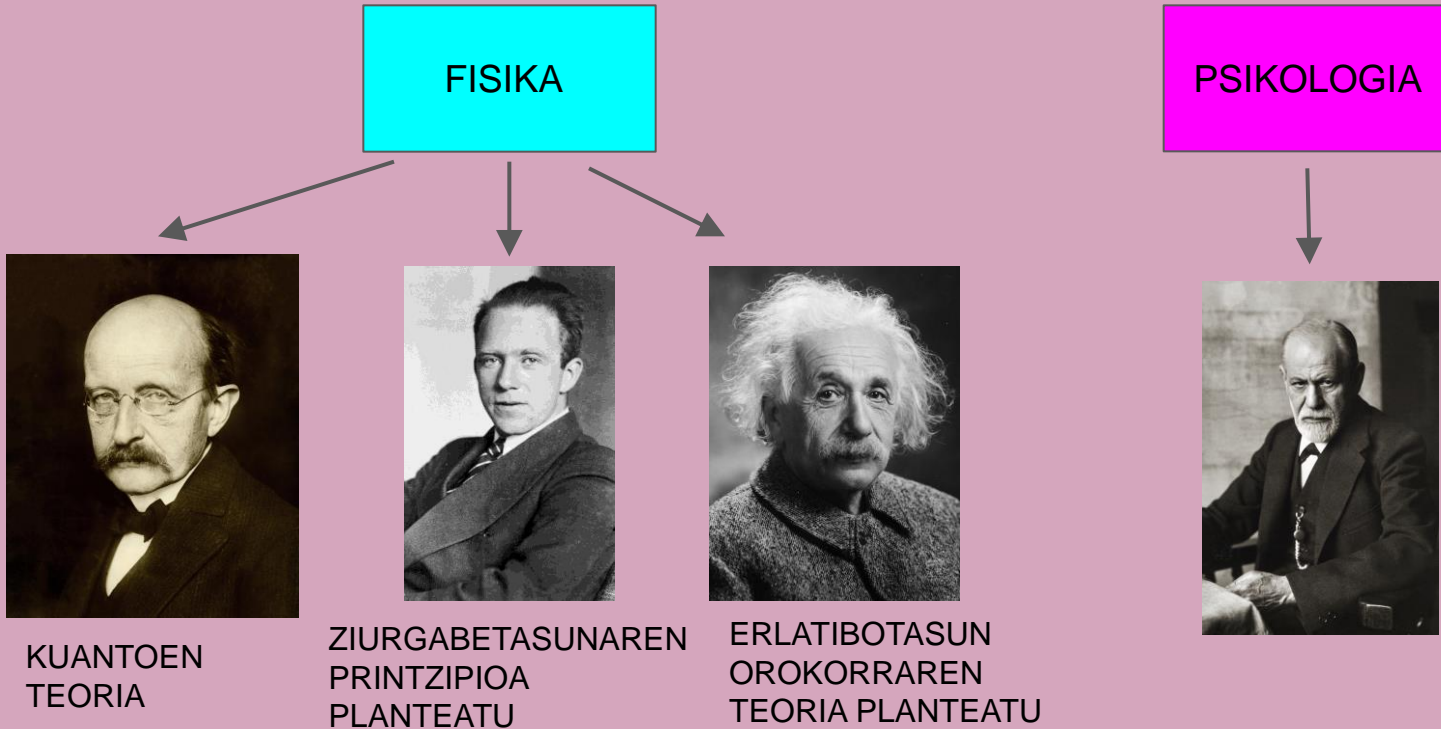 FISIKA
PSIKOLOGIA
KUANTOEN
TEORIA
ZIURGABETASUNAREN
PRINTZIPIOA
PLANTEATU
ERLATIBOTASUN
OROKORRAREN
TEORIA PLANTEATU